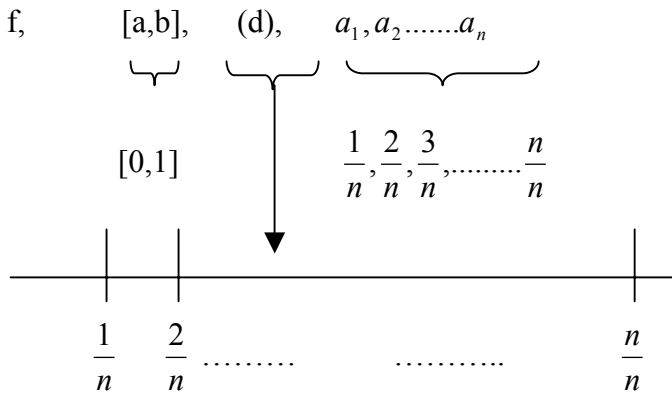 f, [a,b], (d), a₁, a₂.......aₙ
[0,1] 1/n, 2/n, 3/n,.........n/n
1/n 2/n ......... ........... n/n